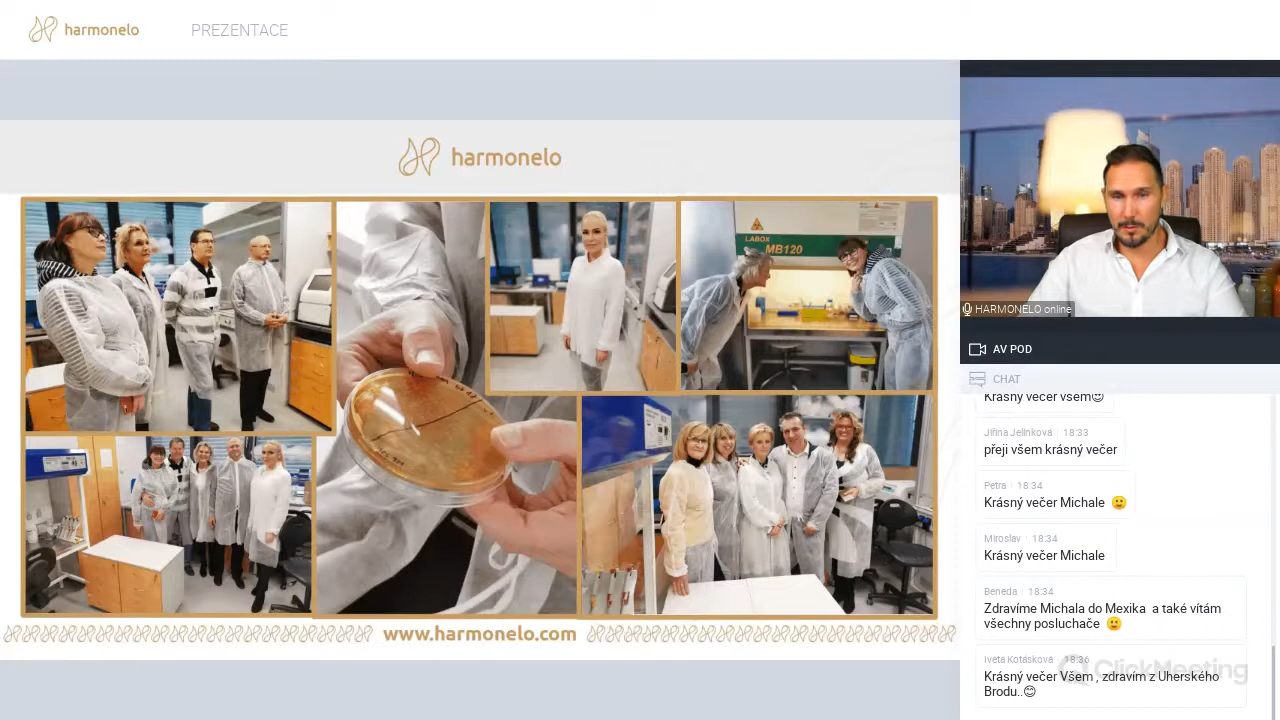 harmonelo
PREZENTACE
harmonelo
LABOX
MB120
www.harmonelo.com
HARMONELO online
AV POD
CHAT
Krásný večer všem😊
Jiřina Jelínková 18:33
přeji všem krásný večer
Petra 18:34
Krásný večer Michale 🙂
Miroslav 18:34
Krásný večer Michale
Beneda 18:34
Zdravíme Michaĺa do Mexika a také vítám
všechny posluchače 🙂
Iveta Kotásková 18:36
ClickMeeting
Krásný večer Všem , zdravím z Uherského
Brodu..😊